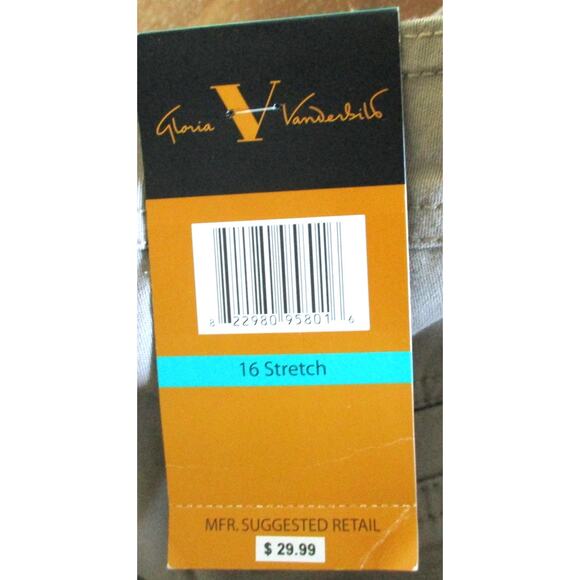 Gloria V Vanderbilt
8 22980 95801 6
16 Stretch
MFR. SUGGESTED RETAIL
$ 29.99